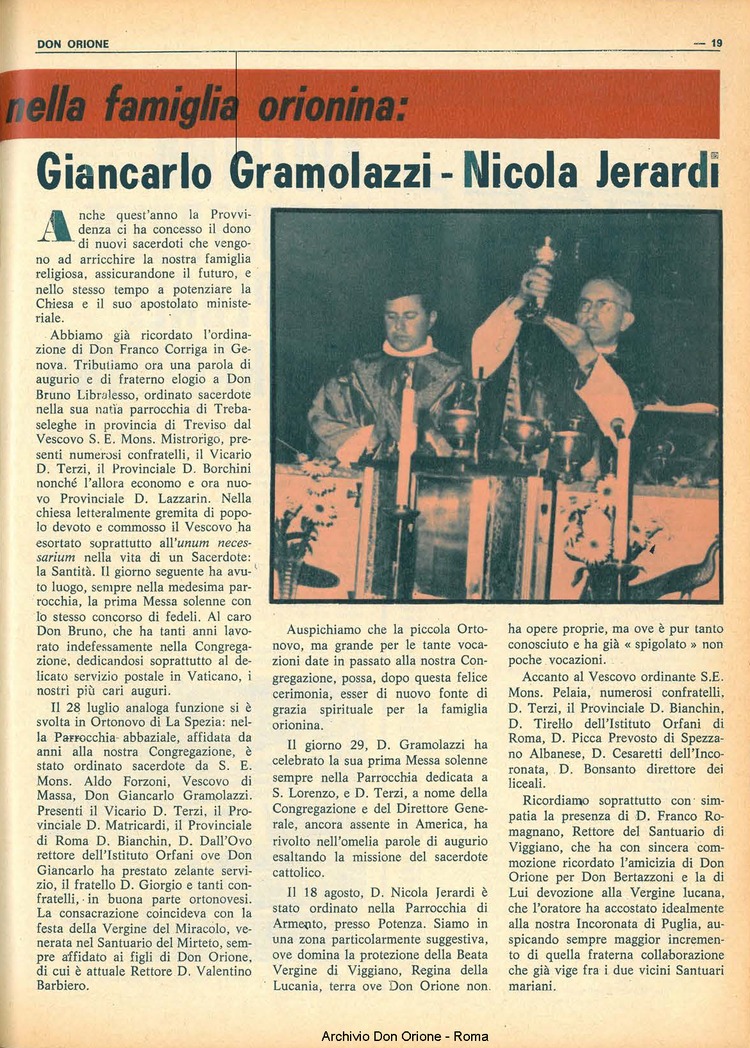 DON ORIONE
— 19
nella famiglia orionina:
Giancarlo Gramolazzi - Nicola Jerardi
Anche quest'anno la Provvi-
denza ci ha concesso il dono
di nuovi sacerdoti che vengo-
no ad arricchire la nostra famiglia
religiosa, assicurandone il futuro, e
nello stesso tempo a potenziare la
Chiesa e il suo apostolato ministe-
riale.
Abbiamo già ricordato l'ordina-
zione di Don Franco Corriga in Ge-
nova. Tributiamo ora una parola di
augurio e di fraterno elogio a Don
Bruno Libralesso, ordinato sacerdote
nella sua natìa parrocchia di Treba-
seleghe in provincia di Treviso dal
Vescovo S. E. Mons. Mistrorigo, pre-
senti numerosi confratelli, il Vicario
D. Terzi, il Provinciale D. Borchini
nonché l'allora economo e ora nuo-
vo Provinciale D. Lazzarin. Nella
chiesa letteralmente gremita di popo-
lo devoto e commosso il Vescovo ha
esortato soprattutto all'unum neces-
sarium nella vita di un Sacerdote:
la Santità. Il giorno seguente ha avu-
to luogo, sempre nella medesima par-
rocchia, la prima Messa solenne con
lo stesso concorso di fedeli. Al caro
Don Bruno, che ha tanti anni lavo-
rato indefessamente nella Congrega-
zione, dedicandosi soprattutto al de-
licato servizio postale in Vaticano, i
nostri più cari auguri.
Il 28 luglio analoga funzione si è
svolta in Ortonovo di La Spezia: nel-
la Parrocchia abbaziale, affidata da
anni alla nostra Congregazione, è
stato ordinato sacerdote da S. E.
Mons. Aldo Forzoni, Vescovo di
Massa, Don Giancarlo Gramolazzi.
Presenti il Vicario D. Terzi, il Pro-
vinciale D. Matricardi, il Provinciale
di Roma D. Bianchin, D. Dall'Ovo
rettore dell'Istituto Orfani ove Don
Giancarlo ha prestato zelante servi-
zio, il fratello D. Giorgio e tanti con-
fratelli, in buona parte ortonovesi.
La consacrazione coincideva con la
festa della Vergine del Miracolo, ve-
nerata nel Santuario del Mirteto, sem-
pre affidato ai figli di Don Orione,
di cui è attuale Rettore D. Valentino
Barbiero.
Auspichiamo che la piccola Orto-
novo, ma grande per le tante voca-
zioni date in passato alla nostra Con-
gregazione, possa, dopo questa felice
cerimonia, esser di nuovo fonte di
grazia spirituale per la famiglia
orionina.
Il giorno 29, D. Gramolazzi ha
celebrato la sua prima Messa solenne
sempre nella Parrocchia dedicata a
S. Lorenzo, e D. Terzi, a nome della
Congregazione e del Direttore Gene-
rale, ancora assente in America, ha
rivolto nell'omelia parole di augurio
esaltando la missione del sacerdote
cattolico.
Il 18 agosto, D. Nicola Jerardi è
stato ordinato nella Parrocchia di
Armento, presso Potenza. Siamo in
una zona particolarmente suggestiva,
ove domina la protezione della Beata
Vergine di Viggiano, Regina della
Lucania, terra ove Don Orione non
ha opere proprie, ma ove è pur tanto
conosciuto e ha già « spigolato » non
poche vocazioni.
Accanto al Vescovo ordinante S.E.
Mons. Pelaia, numerosi confratelli,
D. Terzi, il Provinciale D. Bianchin,
D. Tirello dell'Istituto Orfani di
Roma, D. Picca Prevosto di Spezza-
no Albanese, D. Cesaretti dell'Inco-
ronata, D. Bonsanto direttore dei
liceali.
Ricordiamo soprattutto con sim-
patia la presenza di D. Franco Ro-
magnano, Rettore del Santuario di
Viggiano, che ha con sincera com-
mozione ricordato l'amicizia di Don
Orione per Don Bertazzoni e la di
Lui devozione alla Vergine lucana,
che l'oratore ha accostato idealmente
alla nostra Incoronata di Puglia, au-
spicando sempre maggior incremen-
to di quella fraterna collaborazione
che già vige fra i due vicini Santuari
mariani.
Archivio Don Orione - Roma